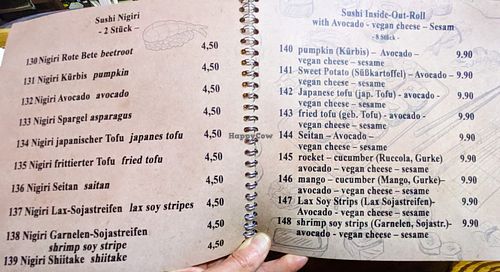 Sushi Nigiri
- 2 Stück -
130 Nigiri Rote Bete beetroot 4,50
131 Nigiri Kürbis pumpkin 4,50
132 Nigiri Avocado avocado 4,50
133 Nigiri Spargel asparagus 4,50
134 Nigiri japanischer Tofu japanes tofu 4,50
135 Nigiri frittierter Tofu fried tofu 4,50
136 Nigiri Seitan saitan 4,50
137 Nigiri Lax-Sojastreifen lax soy stripes 4,50
138 Nigiri Garnelen-Sojastreifen 4,50
shrimp soy stripe
139 Nigiri Shiitake shiitake 4,50
Sushi Inside-Out-Roll
with Avocado - vegan cheese – Sesam
- 8 Stück -
140 pumpkin (Kürbis) – Avocado – 9.90
vegan cheese – sesame
141 Sweet Potato (Süßkartoffel) – Avocado – 9.90
vegan cheese – sesame
142 Japanese tofu (jap. Tofu) - avocado - 9.90
vegan cheese – sesame
143 fried tofu (geb. Tofu) - avocado - 9.90
vegan cheese – sesame
144 Seitan – Avocado – 9.90
vegan cheese – sesame
145 rocket – cucumber (Ruccola, Gurke) 9.90
avocado - vegan cheese – sesame
146 mango – cucumber (Mango, Gurke)– 9.90
Avocado - vegan cheese – sesame
147 Lax Soy Strips (Lax Sojastreifen)- 9.90
Avocado - vegan cheese - sesame
148 shrimp soy strips (Garnelen, Sojastr.)- 9.90
avocado - vegan cheese - sesame
HappyCow